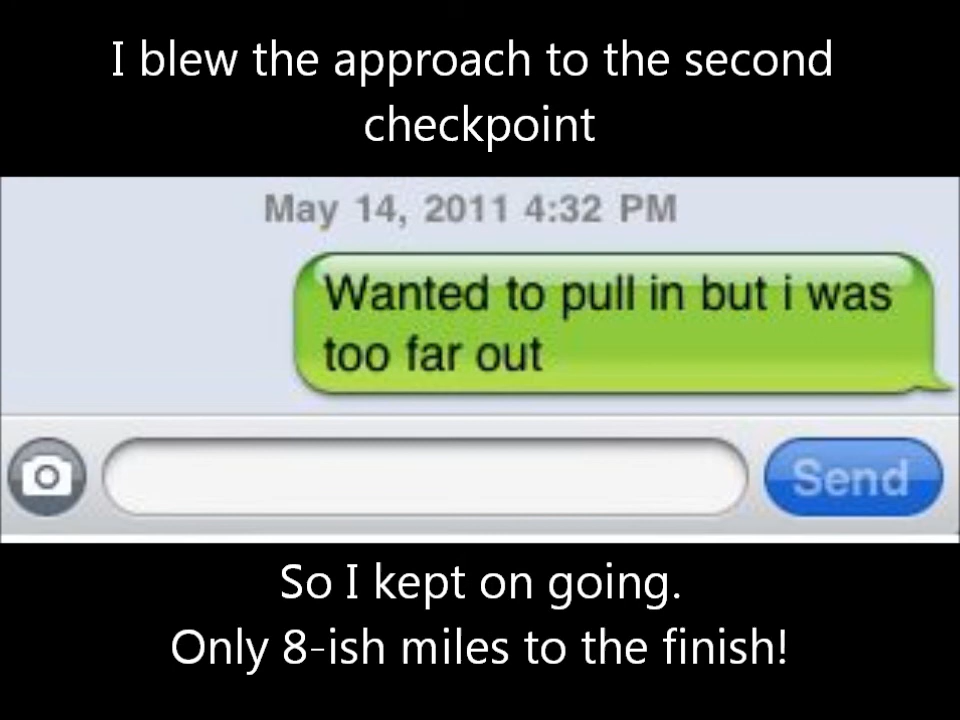 I blew the approach to the second
checkpoint
May 14, 2011 4:32 PM
Wanted to pull in but i was
too far out
Send
So I kept on going.
Only 8-ish miles to the finish!